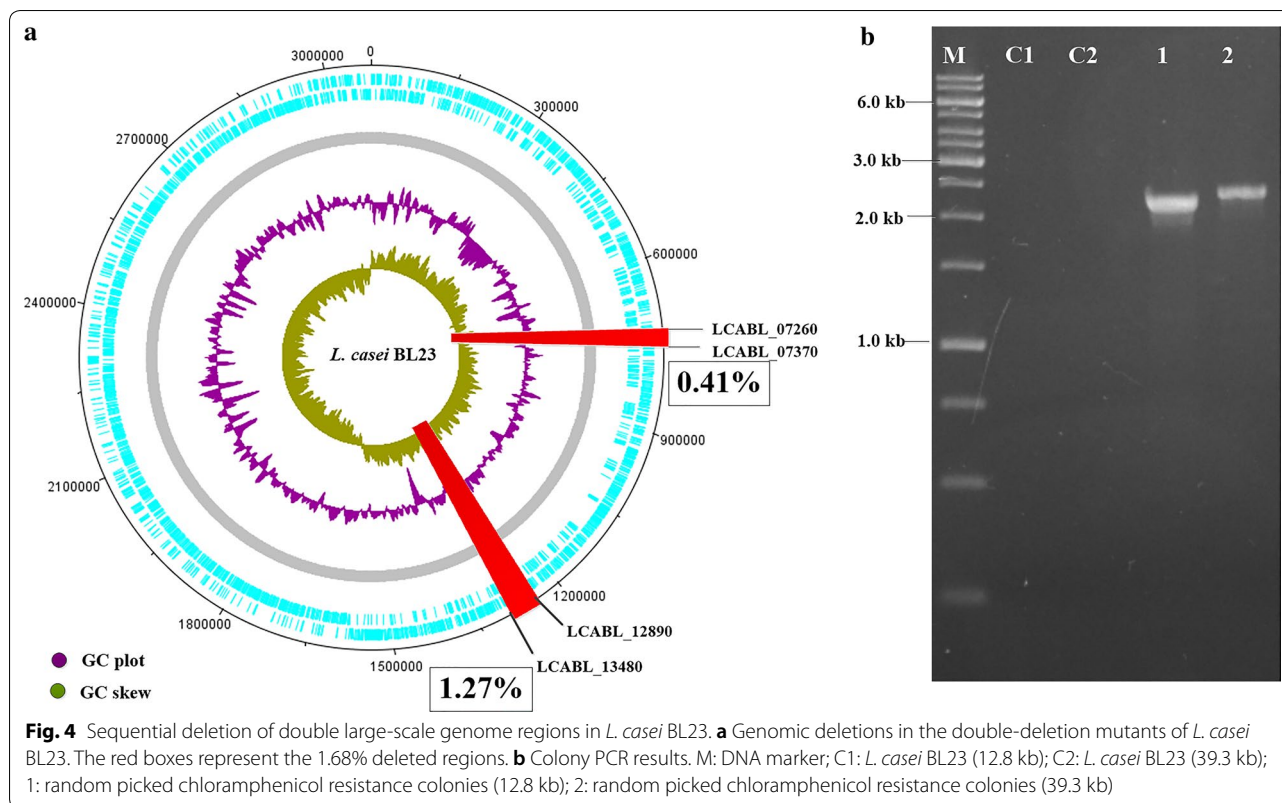 a
0
3000000
300000
2700000
600000
2400000
LCABL_07260
LCABL_07370
L. casei BL23
0.41%
900000
2100000
1200000
1800000
LCABL_12890
LCABL_13480
1500000
1.27%
GC plot
GC skew
b
M C1 C2 1 2
6.0 kb
3.0 kb
2.0 kb
1.0 kb
Fig. 4 Sequential deletion of double large-scale genome regions in L. casei BL23. a Genomic deletions in the double-deletion mutants of L. casei
BL23. The red boxes represent the 1.68% deleted regions. b Colony PCR results. M: DNA marker; C1: L. casei BL23 (12.8 kb); C2: L. casei BL23 (39.3 kb);
1: random picked chloramphenicol resistance colonies (12.8 kb); 2: random picked chloramphenicol resistance colonies (39.3 kb)